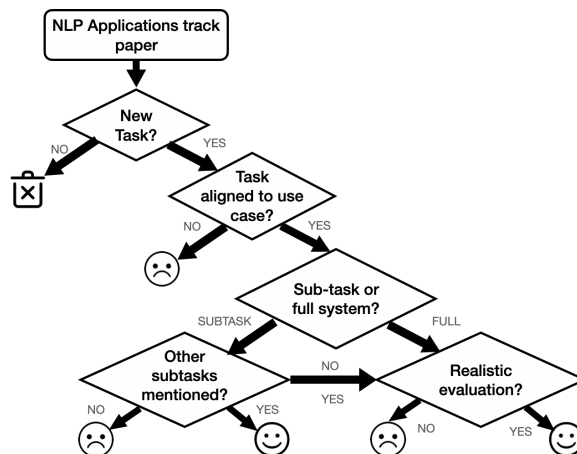 NLP Applications track
paper
New
Task?
NO
YES
Task
aligned to use
case?
NO
YES
Sub-task or
full system?
SUBTASK
FULL
Other
subtasks
mentioned?
NO
YES
Realistic
evaluation?
NO
YES
NO
YES